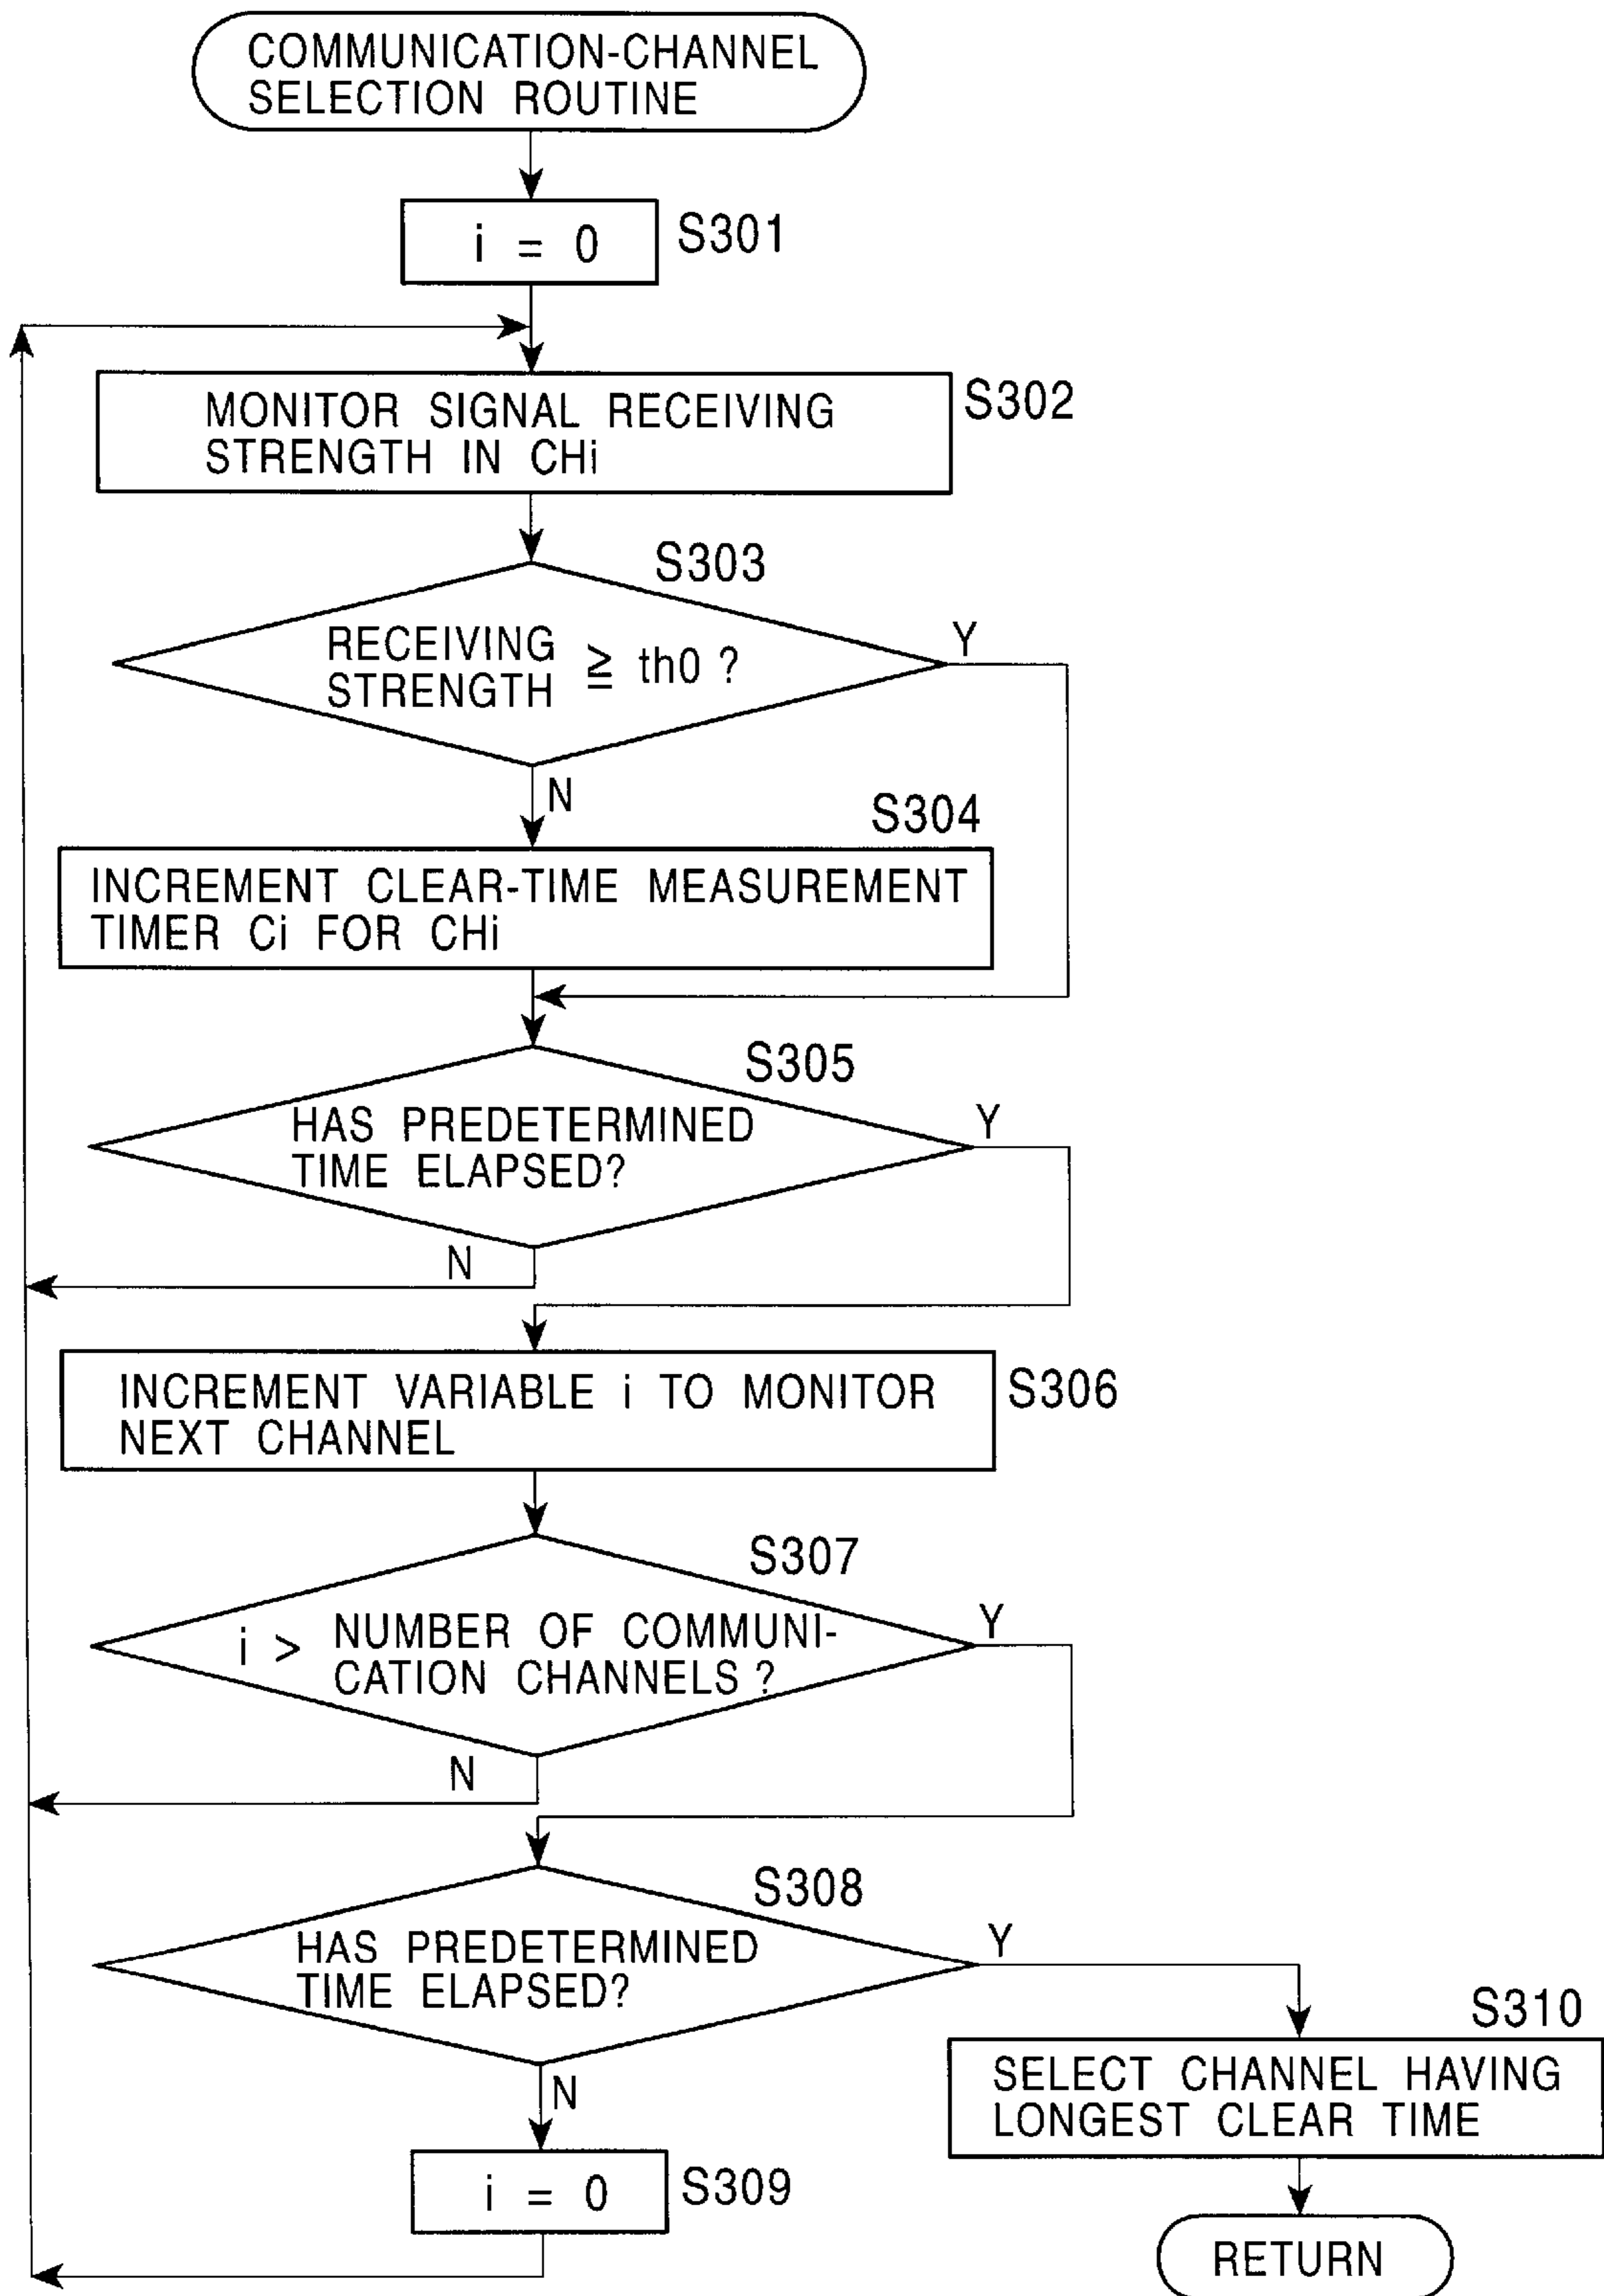 COMMUNICATION-CHANNEL
SELECTION ROUTINE
i = 0
S301
MONITOR SIGNAL RECEIVING
STRENGTH IN CHi
S302
S303
RECEIVING
STRENGTH
≧ th0 ?
Y
N
S304
INCREMENT CLEAR-TIME MEASUREMENT
TIMER Ci FOR CHi
S305
HAS PREDETERMINED
TIME ELAPSED?
Y
N
INCREMENT VARIABLE i TO MONITOR
NEXT CHANNEL
S306
S307
i > NUMBER OF COMMUNI-
CATION CHANNELS ?
Y
N
S308
HAS PREDETERMINED
TIME ELAPSED?
Y
N
S310
SELECT CHANNEL HAVING
LONGEST CLEAR TIME
i = 0
S309
RETURN